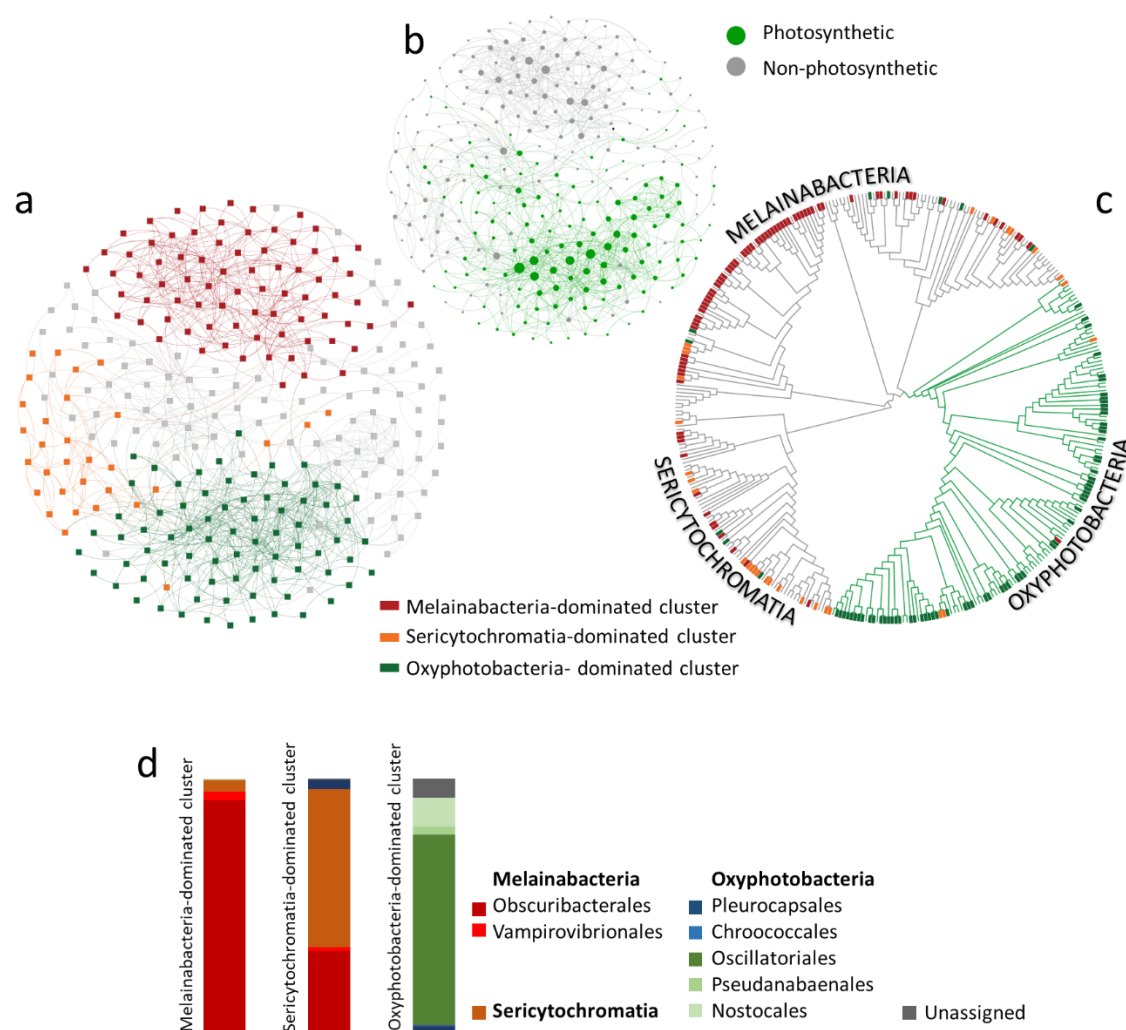 b
Photosynthetic
Non-photosynthetic
a
c
MELAINABACTERIA
SERICYTOCHROMATIA
OXYPHOTOBACTERIA
Melainabacteria-dominated cluster
Sericytochromatia-dominated cluster
Oxyphotobacteria- dominated cluster
d
Melainabacteria-dominated cluster
Sericytochromatia-dominated cluster
Oxyphotobacteria-dominated cluster
Melainabacteria
Obscuribacterales
Vampirovibrionales
Sericytochromatia
Oxyphotobacteria
Pleurocapsales
Chroococcales
Oscillatoriales
Pseudanabaenales
Nostocales
Unassigned